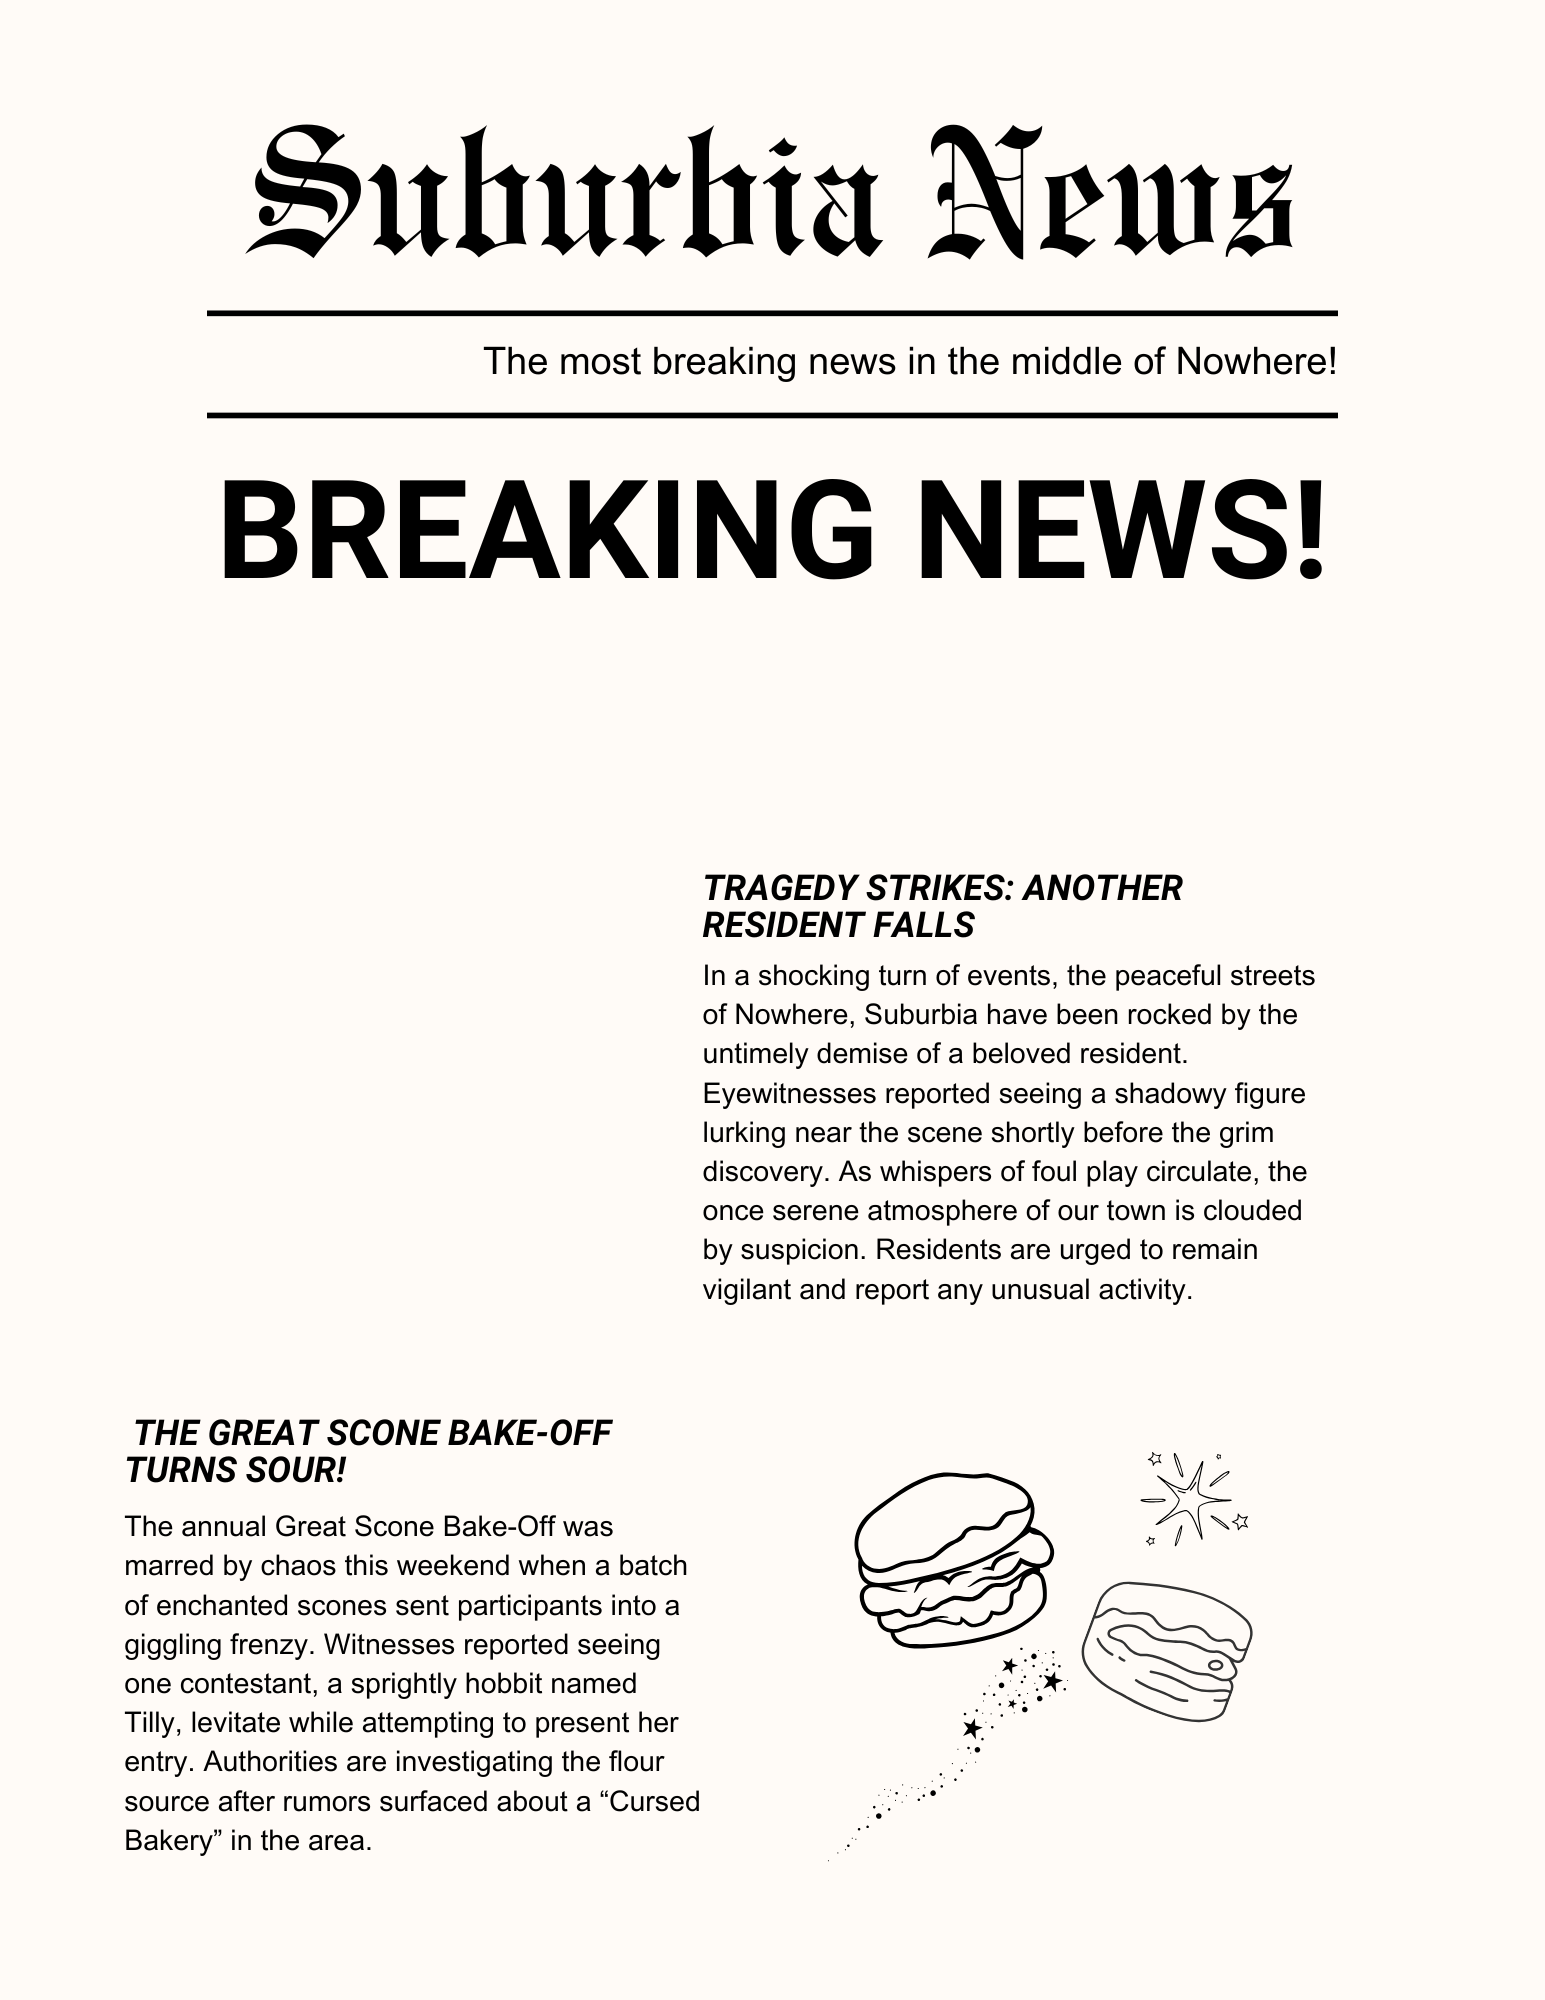 Suburbia News
The most breaking news in the middle of Nowhere!
BREAKING NEWS!
TRAGEDY STRIKES: ANOTHER
RESIDENT FALLS
In a shocking turn of events, the peaceful streets
of Nowhere, Suburbia have been rocked by the
untimely demise of a beloved resident.
Eyewitnesses reported seeing a shadowy figure
lurking near the scene shortly before the grim
discovery. As whispers of foul play circulate, the
once serene atmosphere of our town is clouded
by suspicion. Residents are urged to remain
vigilant and report any unusual activity.
THE GREAT SCONE BAKE-OFF
TURNS SOUR!
The annual Great Scone Bake-Off was
marred by chaos this weekend when a batch
of enchanted scones sent participants into a
giggling frenzy. Witnesses reported seeing
one contestant, a sprightly hobbit named
Tilly, levitate while attempting to present her
entry. Authorities are investigating the flour
source after rumors surfaced about a “Cursed
Bakery” in the area.